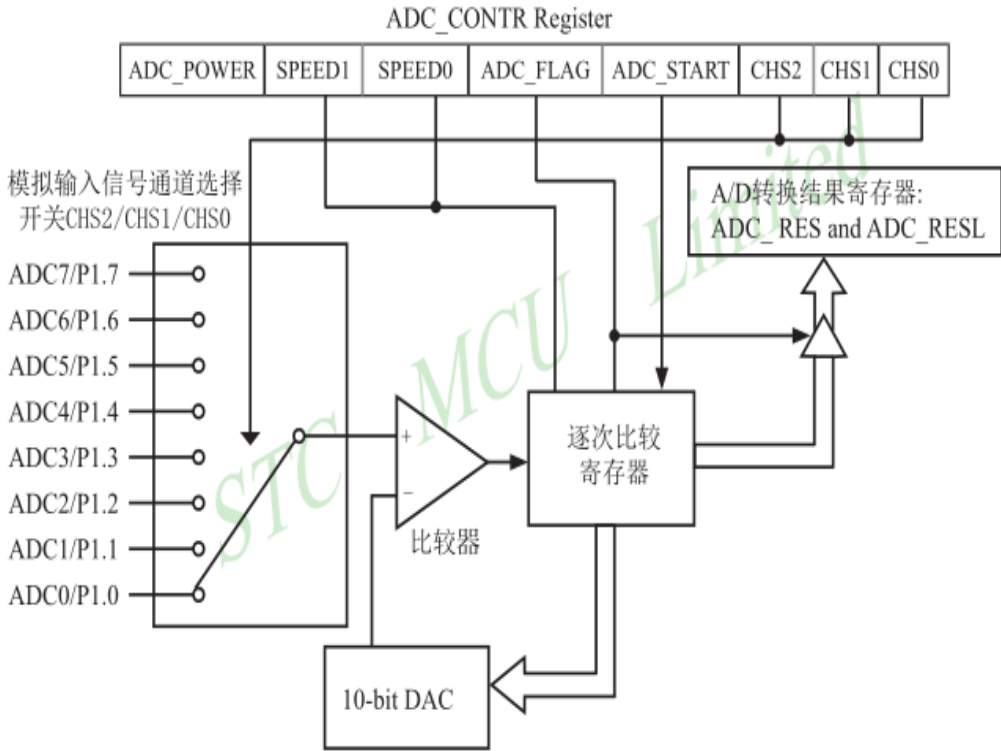 ADC_CONTR Register
ADC_POWER SPEED1 SPEED0 ADC_FLAG ADC_START CHS2 CHS1 CHS0
模拟输入信号通道选择
开关CHS2/CHS1/CHS0
A/D转换结果寄存器:
ADC_ RES and ADC_RESL
ADC7/P1.7
ADC6/P1.6
ADC5/P1.5
ADC4/P1.4
ADC3/P1.3
ADC2/P1.2
ADC1/P1.1
ADC0/P1.0
+
−
比较器
逐次比较
寄存器
10-bit DAC
STC MCU Limited